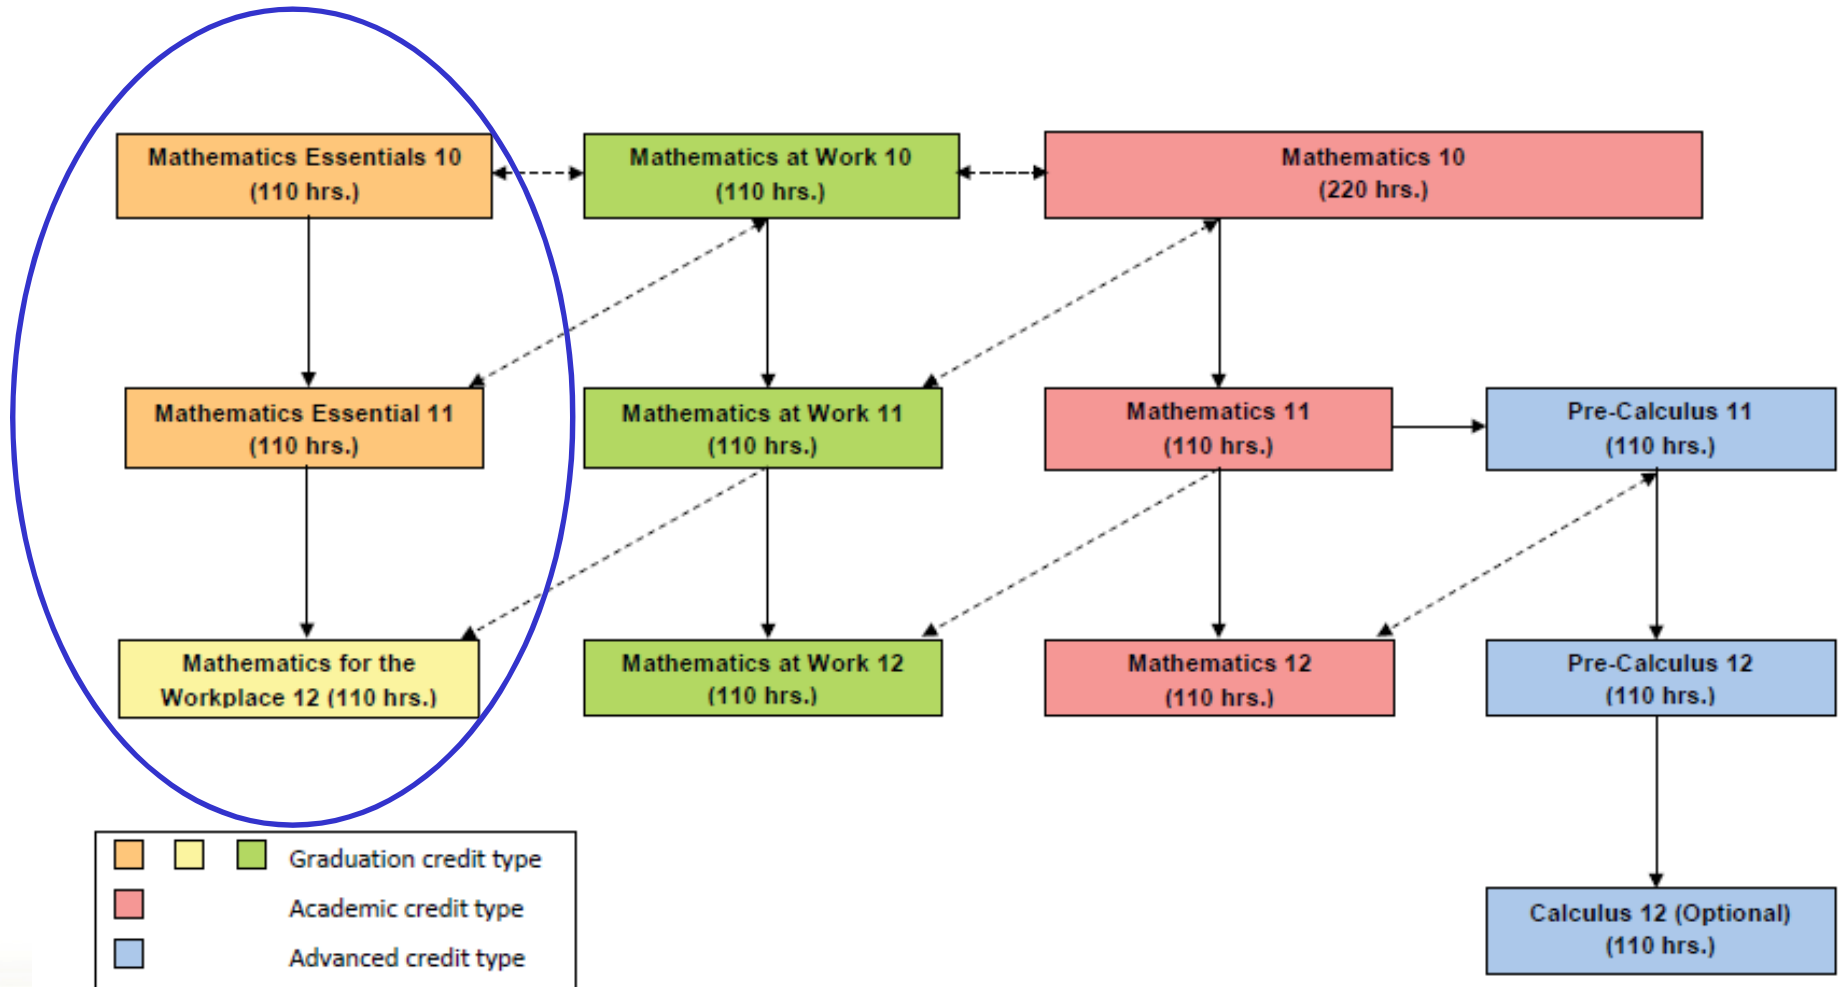 Mathematics Essentials 10
(110 hrs.)
Mathematics at Work 10
(110 hrs.)
Mathematics 10
(220 hrs.)
Mathematics Essential 11
(110 hrs.)
Mathematics at Work 11
(110 hrs.)
Mathematics 11
(110 hrs.)
Pre-Calculus 11
(110 hrs.)
Mathematics for the
Workplace 12 (110 hrs.)
Mathematics at Work 12
(110 hrs.)
Mathematics 12
(110 hrs.)
Pre-Calculus 12
(110 hrs.)
Calculus 12 (Optional)
(110 hrs.)
Graduation credit type
Academic credit type
Advanced credit type